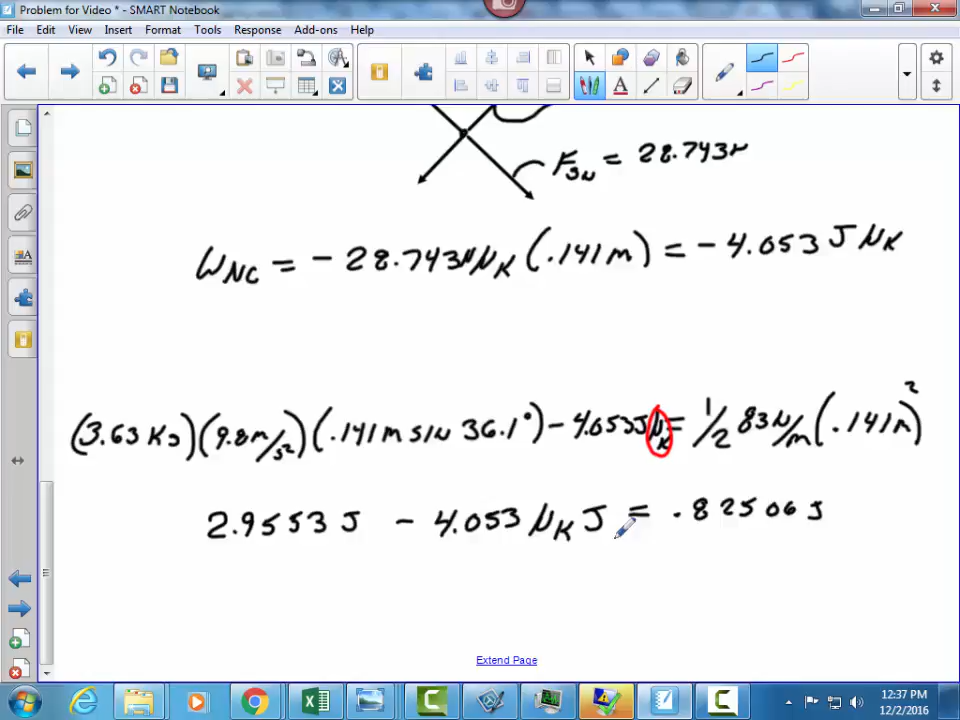 Problem for Video * - SMART Notebook
File Edit View Insert Format Tools Response Add-ons Help
F_gN = 28.743N
W_NC = - 28.743N μ_K (.141m) = - 4.053 J μ_K
(3.63 Kg)(9.8m/s²)(.141m sin 36.1°) - 4.053J μ_K = 1/2 83N/m (.141m)²
2.9553 J - 4.053 μ_K J = .82506 J
Extend Page
12:37 PM
12/2/2016